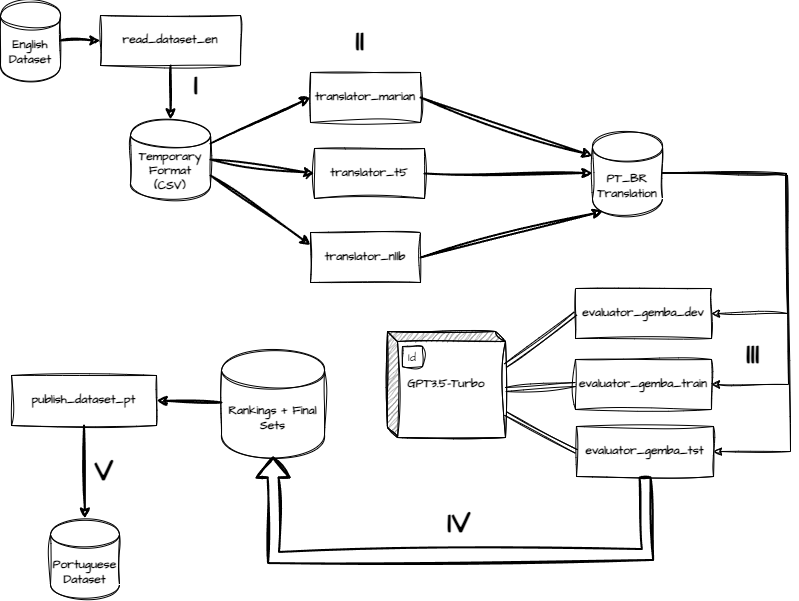 English
Dataset
read_dataset_en
I
II
Temporary
Format
(CSV)
translator_marian
translator_t5
translator_nllb
PT_BR
Translation
evaluator_gemba_dev
III
evaluator_gemba_train
evaluator_gemba_tst
Id
GPT3.5-Turbo
Rankings + Final
Sets
publish_dataset_pt
IV
V
Portuguese
Dataset